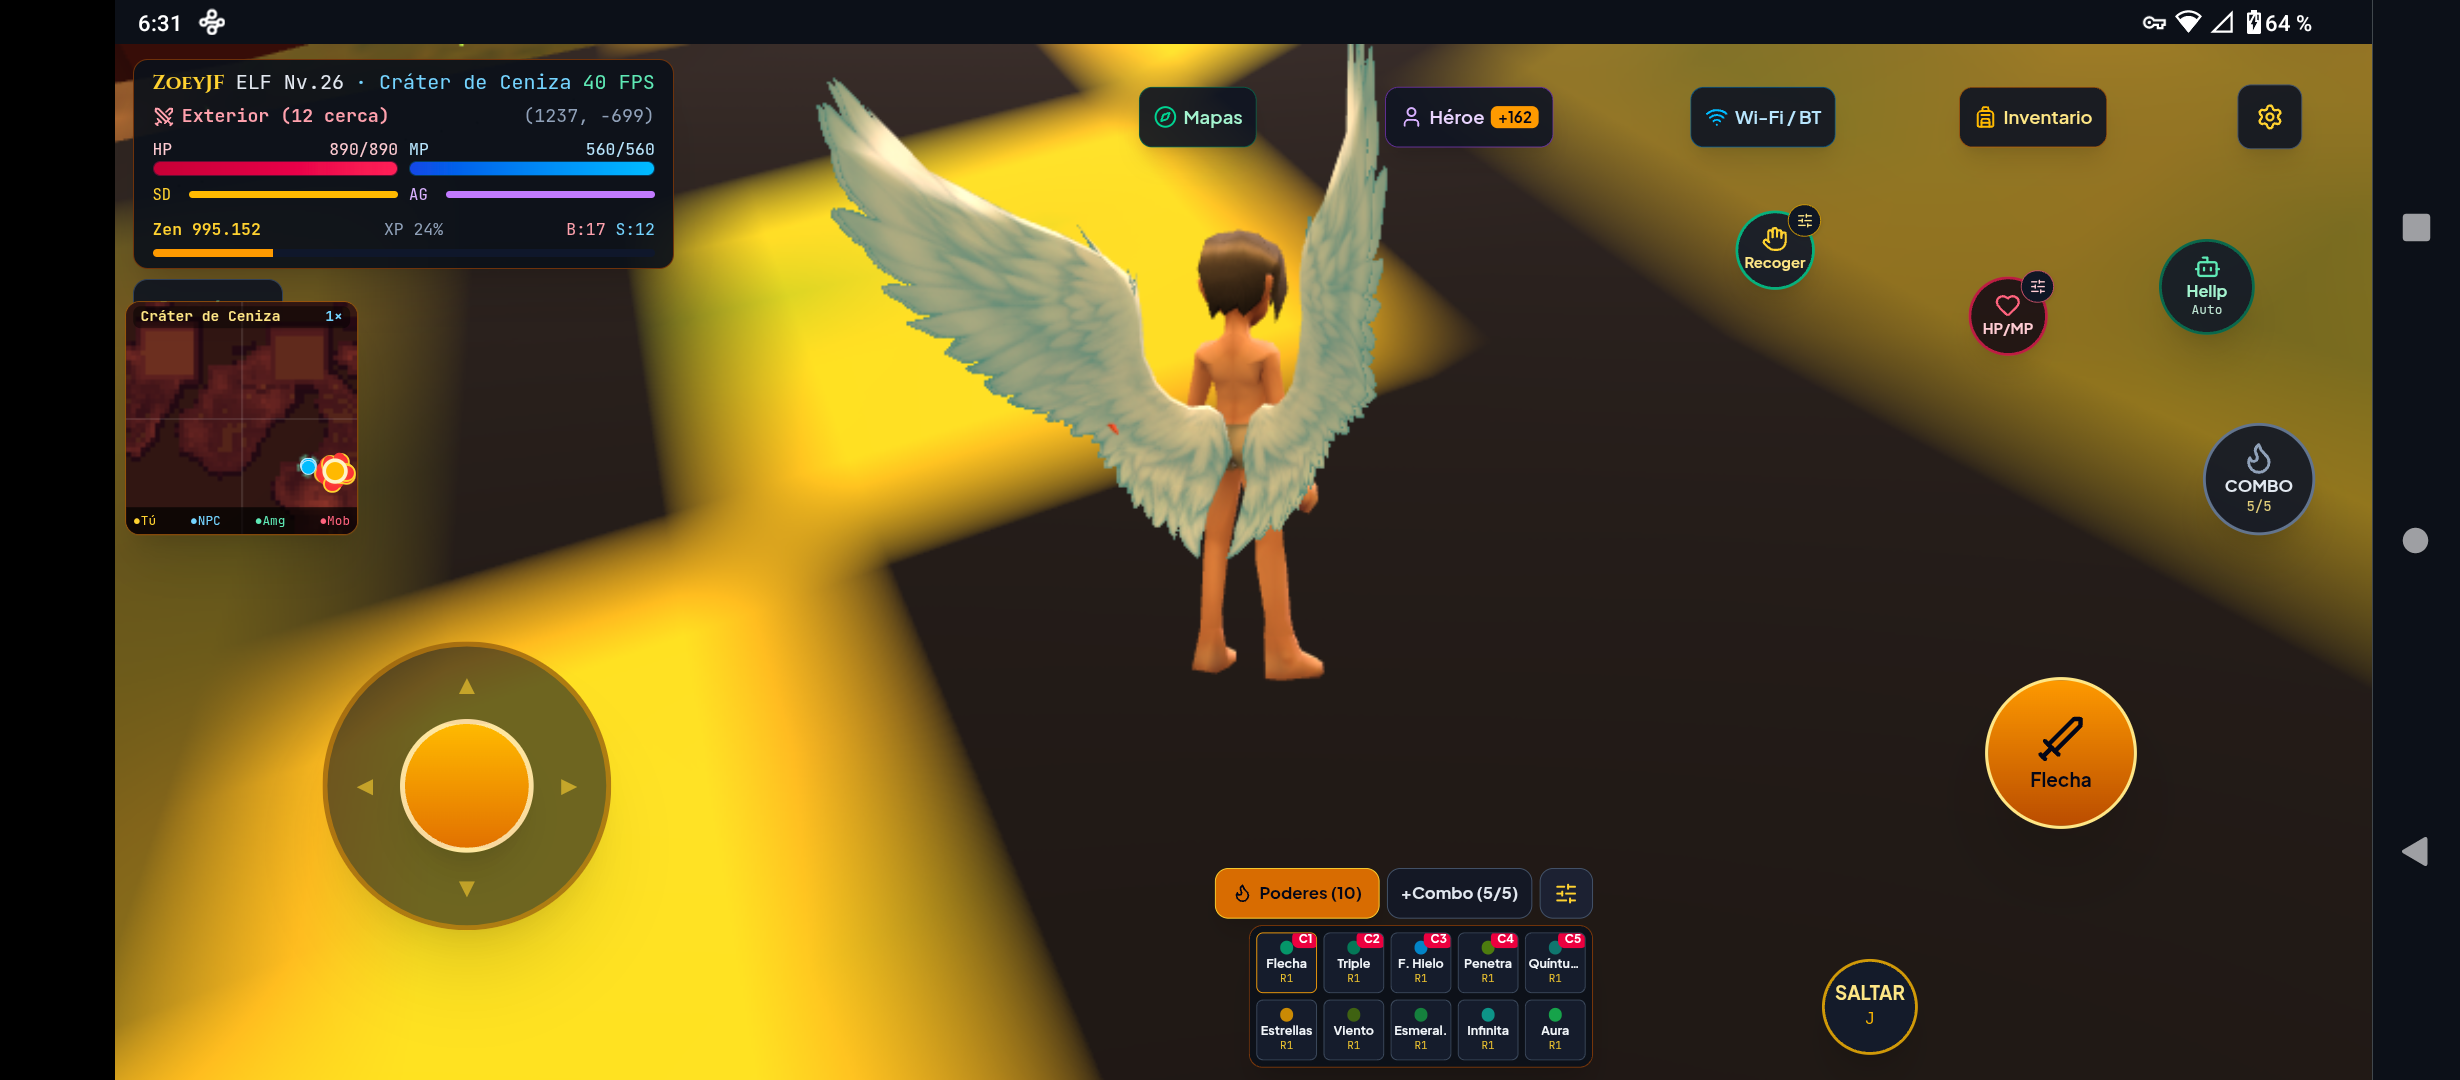 6:31
64 %
ZOEYJF ELF Nv.26 · Cráter de Ceniza 40 FPS
Exterior (12 cerca) (1237, -699)
HP 890/890 MP 560/560
SD AG
Zen 995.152 XP 24% B:17 S:12
Mapas
Héroe +162
Wi-Fi / BT
Inventario
Recoger
HP/MP
Hellp
Auto
Cráter de Ceniza 1×
Tú NPC Amg Mob
COMBO
5/5
Flecha
Poderes (10) +Combo (5/5)
C1 C2 C3 C4 C5
Flecha Triple F. Hielo Penetra Quíntu...
R1 R1 R1 R1 R1
Estrellas Viento Esmeral. Infinita Aura
R1 R1 R1 R1 R1
SALTAR
J